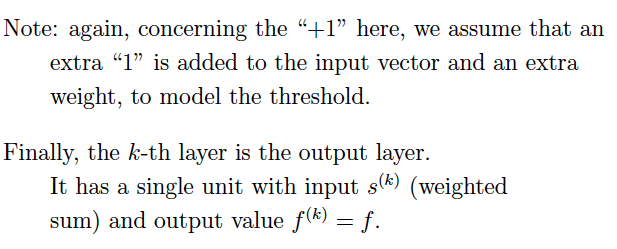 Note: again, concerning the “+1” here, we assume that an
extra “1” is added to the input vector and an extra
weight, to model the threshold.
Finally, the k-th layer is the output layer.
It has a single unit with input s^(k) (weighted
sum) and output value f^(k) = f.